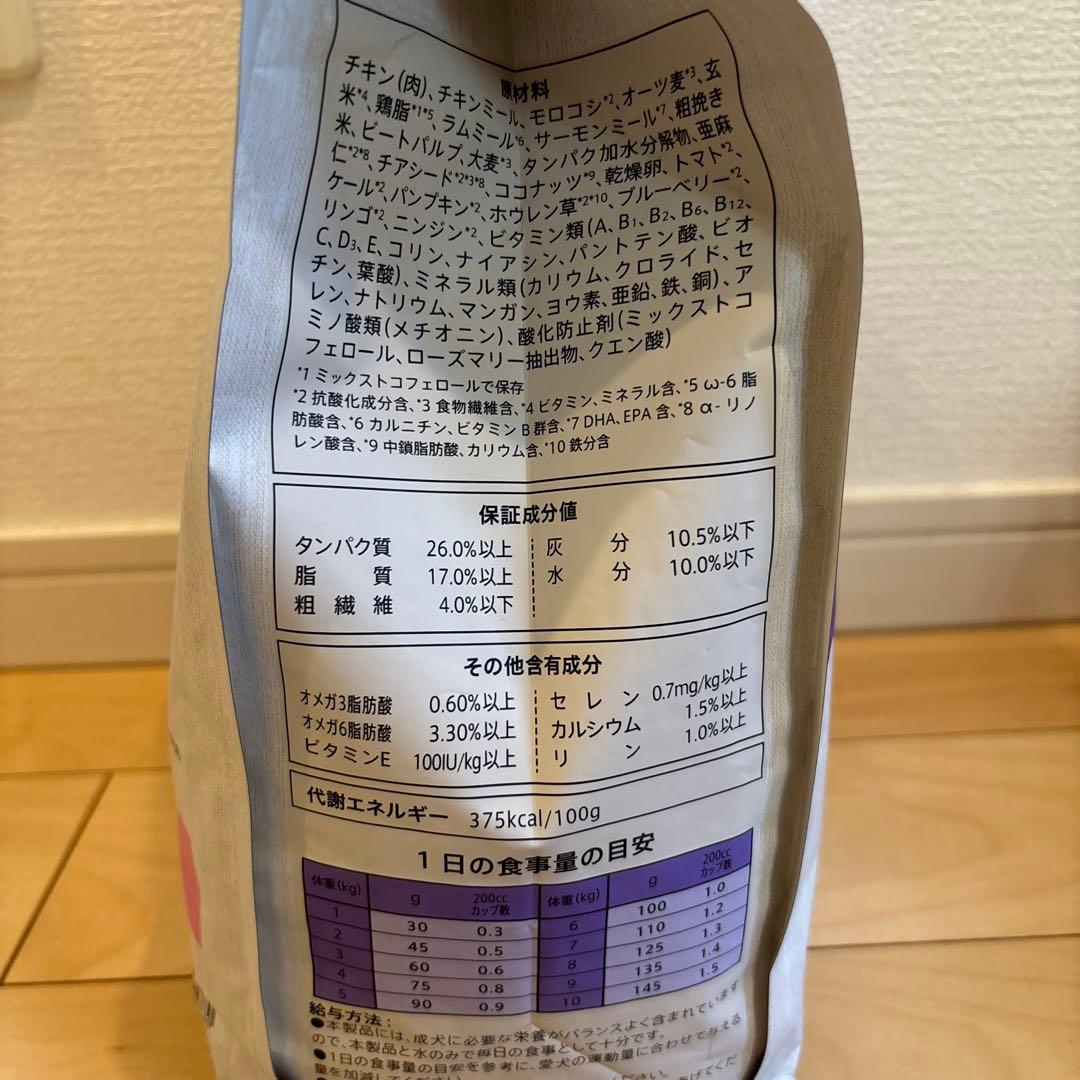 原材料
チキン(肉)、チキンミール、モロコシ*2、オーツ麦*3、玄
米*4、鶏脂*1*5、ラムミール*6、サーモンミール*7、粗挽き
米、ビートパルプ、大麦*3、タンパク加水分解物、亜麻
仁*2*8、チアシード*2*3*8、ココナッツ*9、乾燥卵、トマト*2、
ケール*2、パンプキン*2、ホウレン草*2*10、ブルーベリー*2、
リンゴ*2、ニンジン*2、ビタミン類(A、B1、B2、B6、B12、
C、D3、E、コリン、ナイアシン、パントテン酸、ビオ
チン、葉酸)、ミネラル類(カリウム、クロライド、セ
レン、ナトリウム、マンガン、ヨウ素、亜鉛、鉄、銅)、ア
ミノ酸類(メチオニン)、酸化防止剤(ミックストコ
フェロール、ローズマリー抽出物、クエン酸)
*1 ミックストコフェロールで保存
*2 抗酸化成分含、*3 食物繊維含、*4 ビタミン、ミネラル含、*5 ω-6 脂
肪酸含、*6 カルニチン、ビタミンB群含、*7 DHA、EPA 含、*8 α-リノ
レン酸含、*9 中鎖脂肪酸、カリウム含、*10 鉄分含
保証成分値
タンパク質 26.0%以上 灰分 10.5%以下
脂質 17.0%以上 水分 10.0%以下
粗繊維 4.0%以下
その他含有成分
オメガ3脂肪酸 0.60%以上 セレン 0.7mg/kg以上
オメガ6脂肪酸 3.30%以上 カルシウム 1.5%以上
ビタミンE 100IU/kg以上 リン 1.0%以上
代謝エネルギー 375kcal/100g
1日の食事量の目安
体重(kg) g 200cc カップ数 体重(kg) g 200cc カップ数
1 30 0.3 6 100 1.0
2 45 0.5 7 110 1.2
3 60 0.6 8 125 1.3
4 75 0.8 9 135 1.4
5 90 0.9 10 145 1.5
給与方法：
●本製品には、成犬に必要な栄養がバランスよく含まれています
ので、本製品と水のみで毎日の食事として十分です。
●1日の食事量の目安を参考に、愛犬の運動量に合わせて与える
量を加減してください。